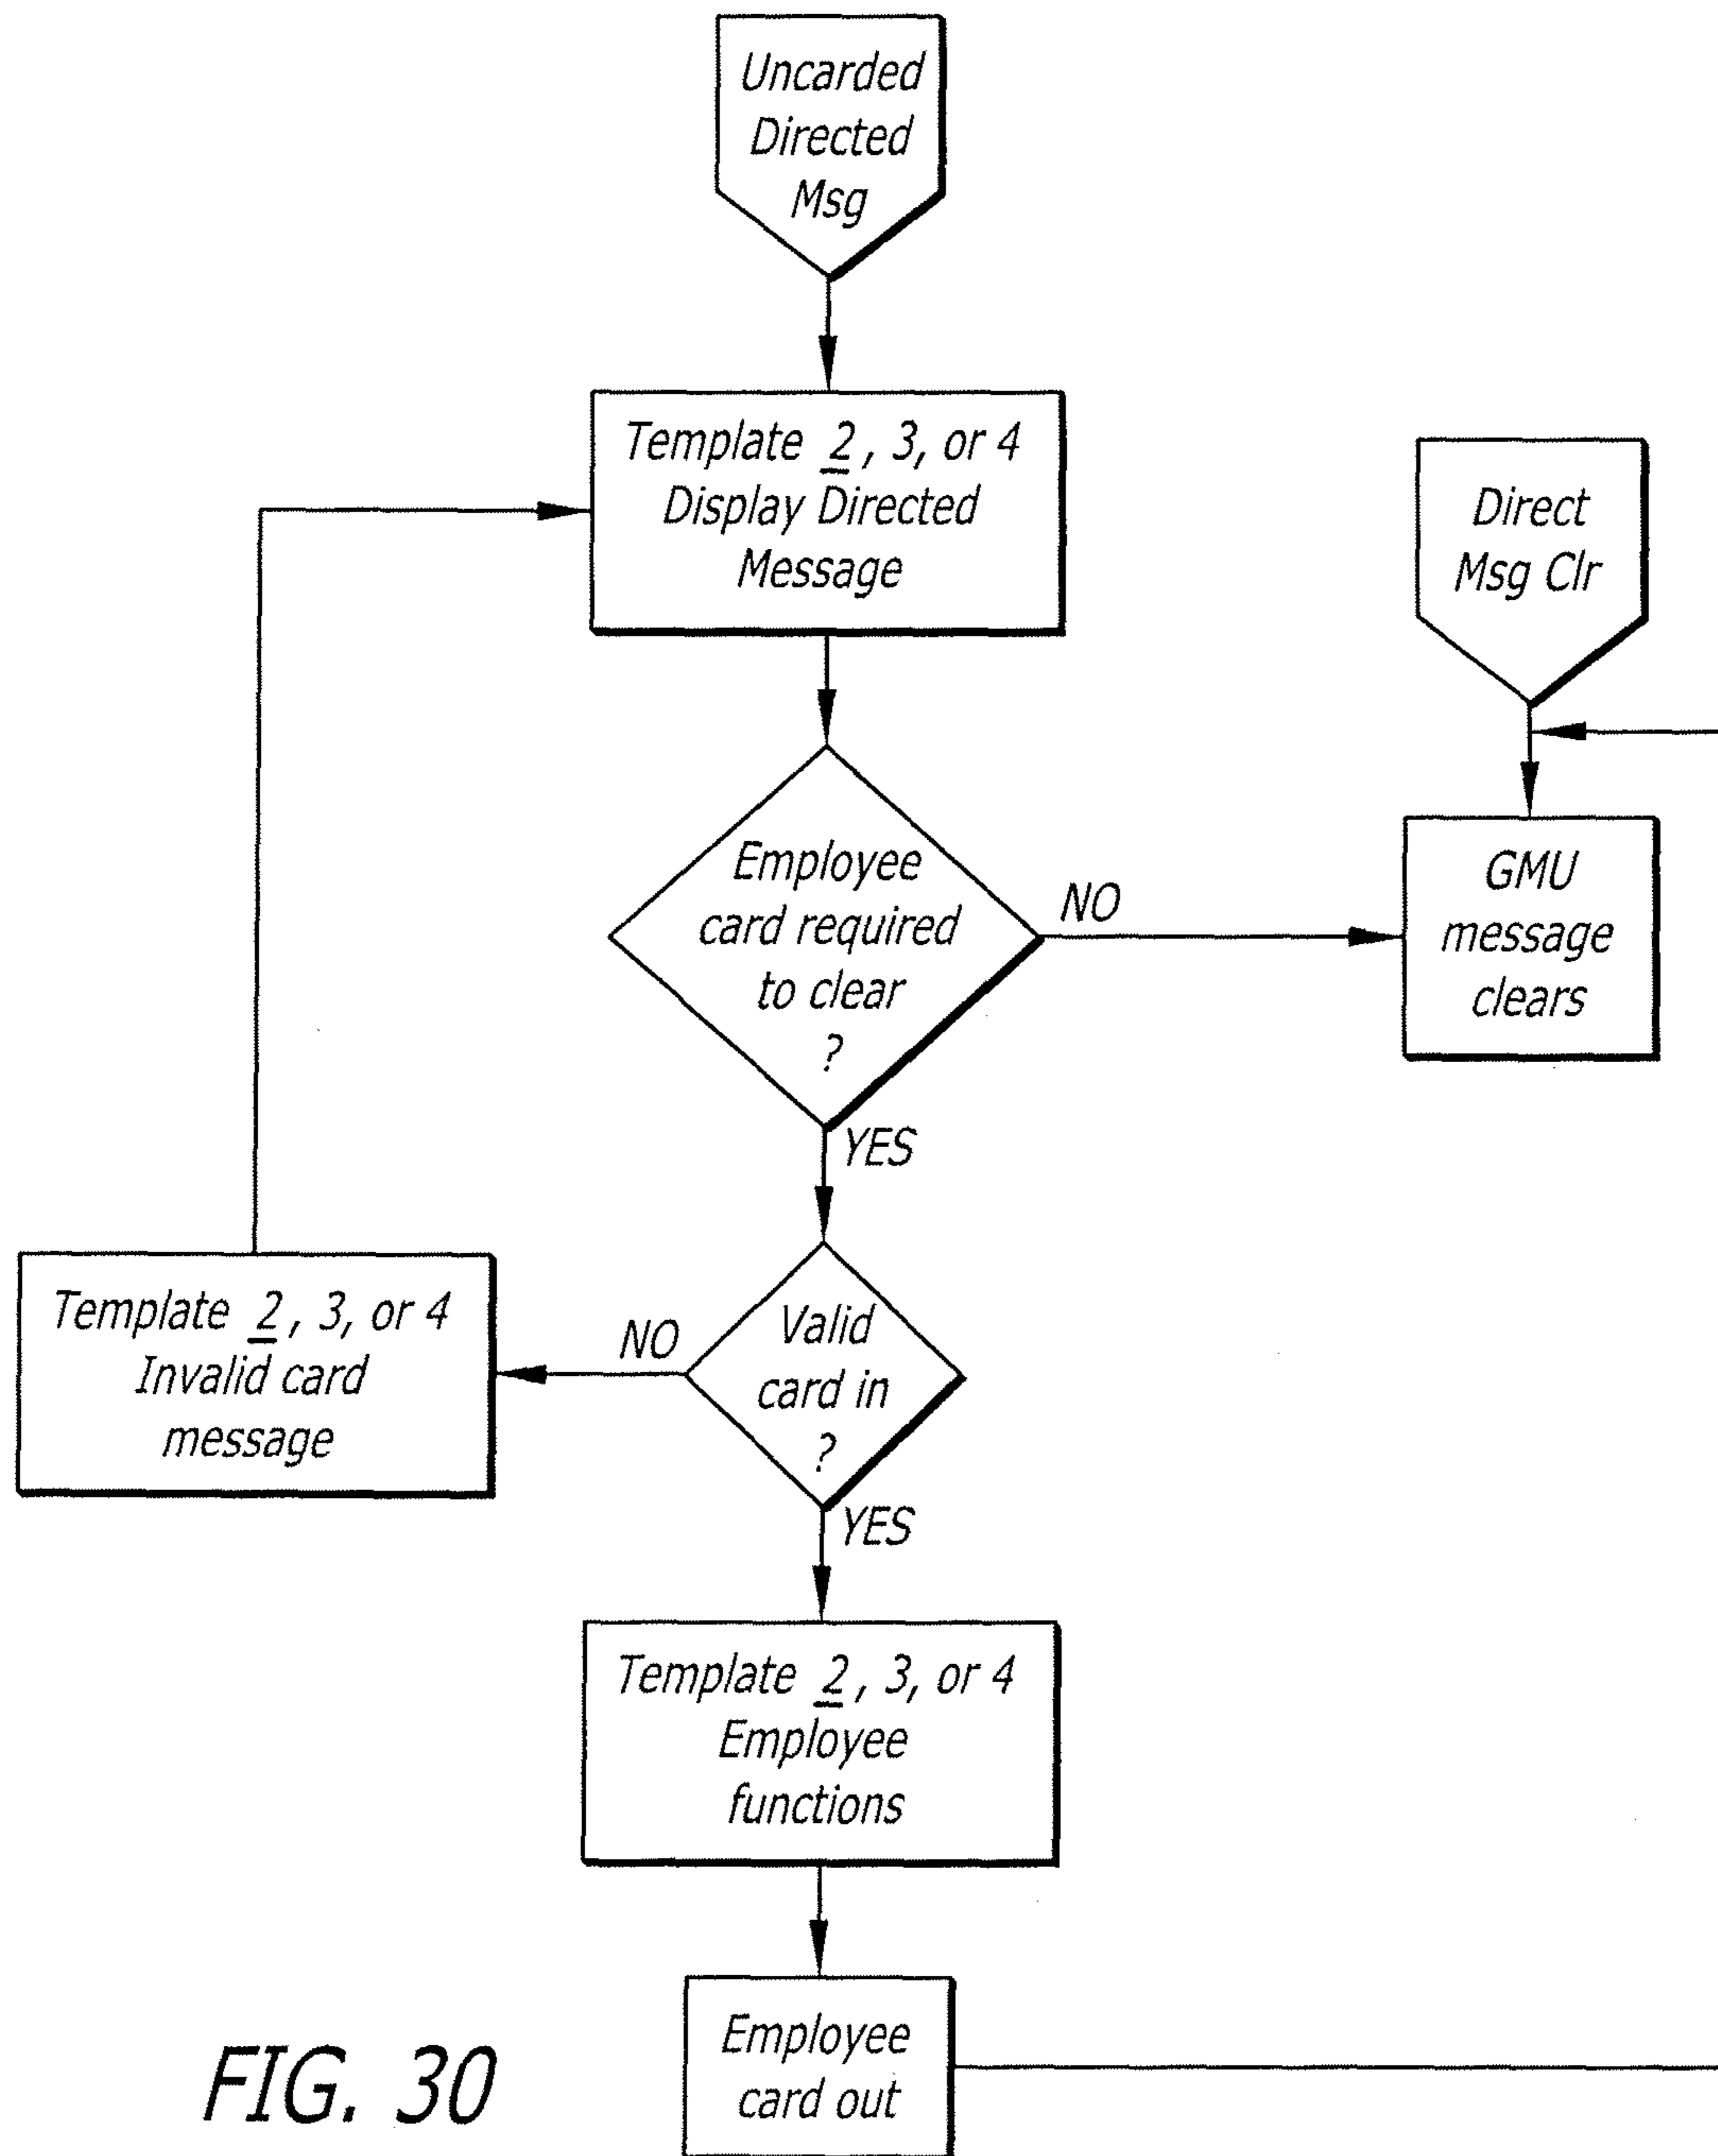 Uncarded
Directed
Msg
Template 2, 3, or 4
Display Directed
Message
Direct
Msg Clr
Employee
card required
to clear
?
NO
GMU
message
clears
YES
Template 2, 3, or 4
Invalid card
message
NO
Valid
card in
?
YES
Template 2, 3, or 4
Employee
functions
Employee
card out
FIG. 30